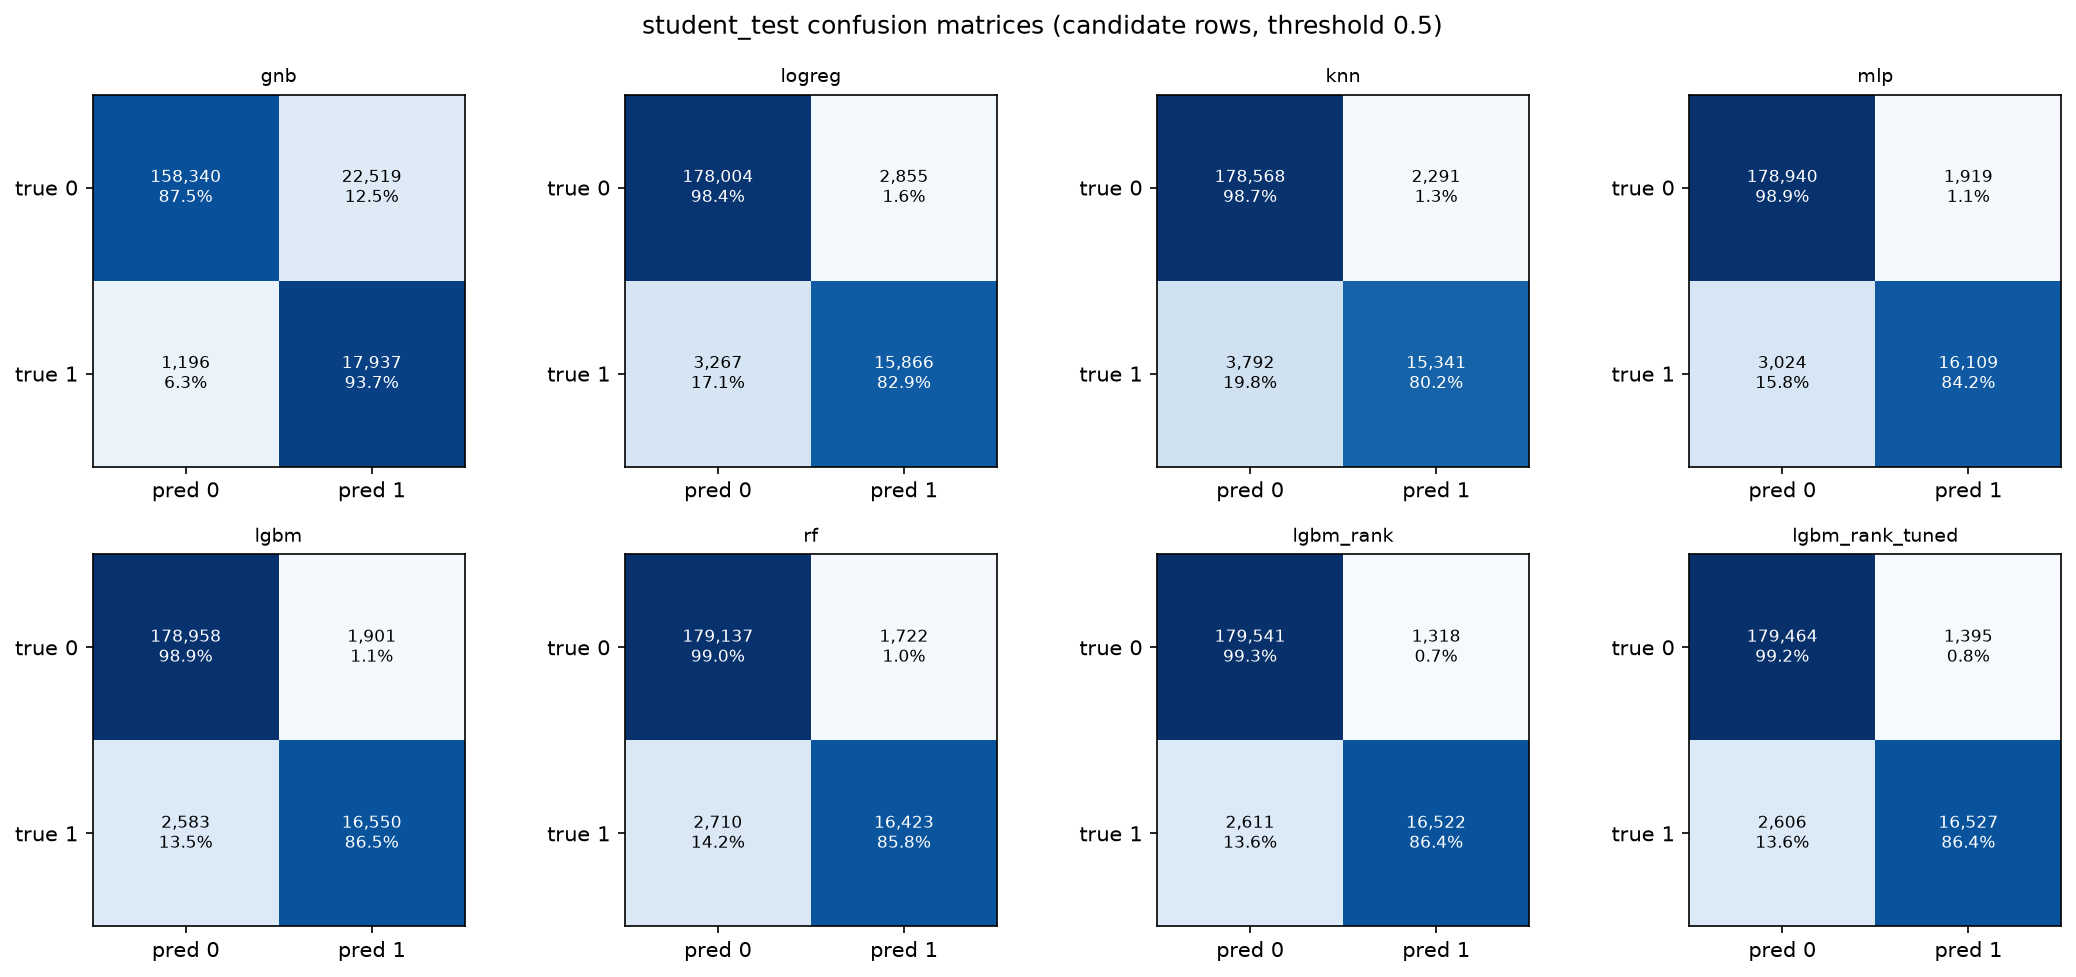 student_test confusion matrices (candidate rows, threshold 0.5)
gnb
true 0
158,340
87.5%
22,519
12.5%
true 1
1,196
6.3%
17,937
93.7%
pred 0
pred 1
logreg
true 0
178,004
98.4%
2,855
1.6%
true 1
3,267
17.1%
15,866
82.9%
pred 0
pred 1
knn
true 0
178,568
98.7%
2,291
1.3%
true 1
3,792
19.8%
15,341
80.2%
pred 0
pred 1
mlp
true 0
178,940
98.9%
1,919
1.1%
true 1
3,024
15.8%
16,109
84.2%
pred 0
pred 1
lgbm
true 0
178,958
98.9%
1,901
1.1%
true 1
2,583
13.5%
16,550
86.5%
pred 0
pred 1
rf
true 0
179,137
99.0%
1,722
1.0%
true 1
2,710
14.2%
16,423
85.8%
pred 0
pred 1
lgbm_rank
true 0
179,541
99.3%
1,318
0.7%
true 1
2,611
13.6%
16,522
86.4%
pred 0
pred 1
lgbm_rank_tuned
true 0
179,464
99.2%
1,395
0.8%
true 1
2,606
13.6%
16,527
86.4%
pred 0
pred 1